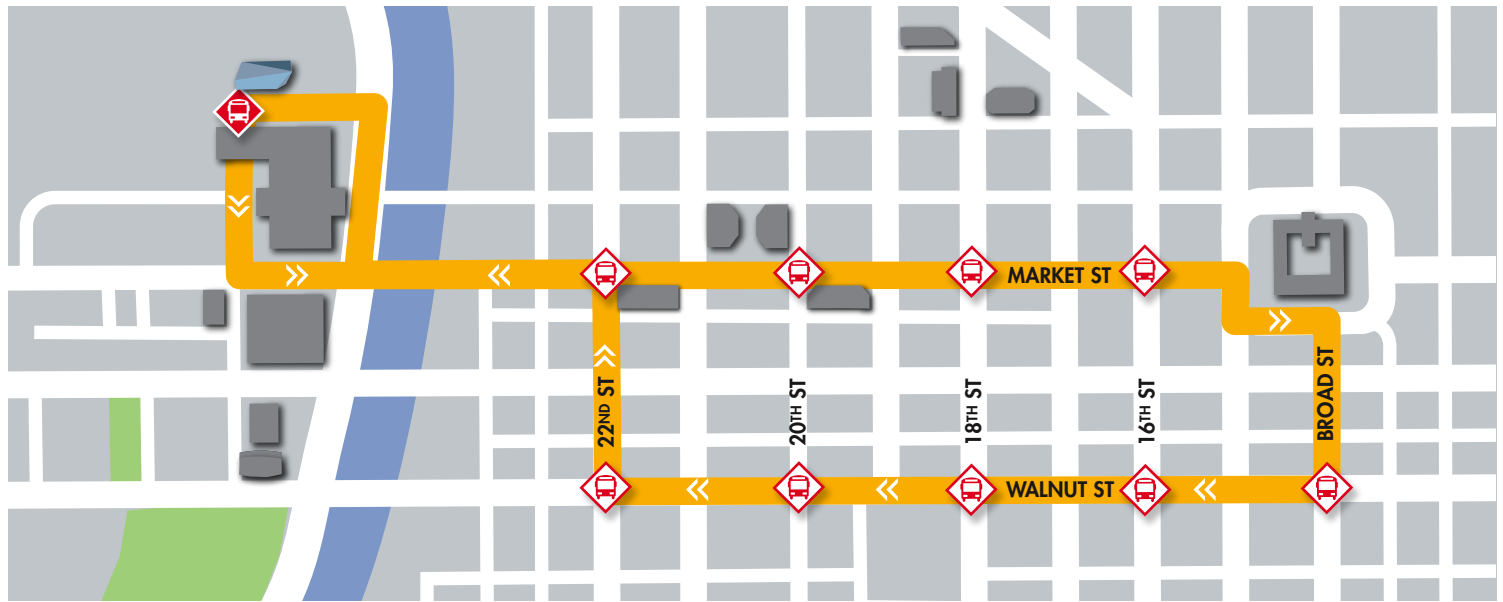 MARKET ST
22ND ST
20TH ST
18TH ST
16TH ST
BROAD ST
WALNUT ST